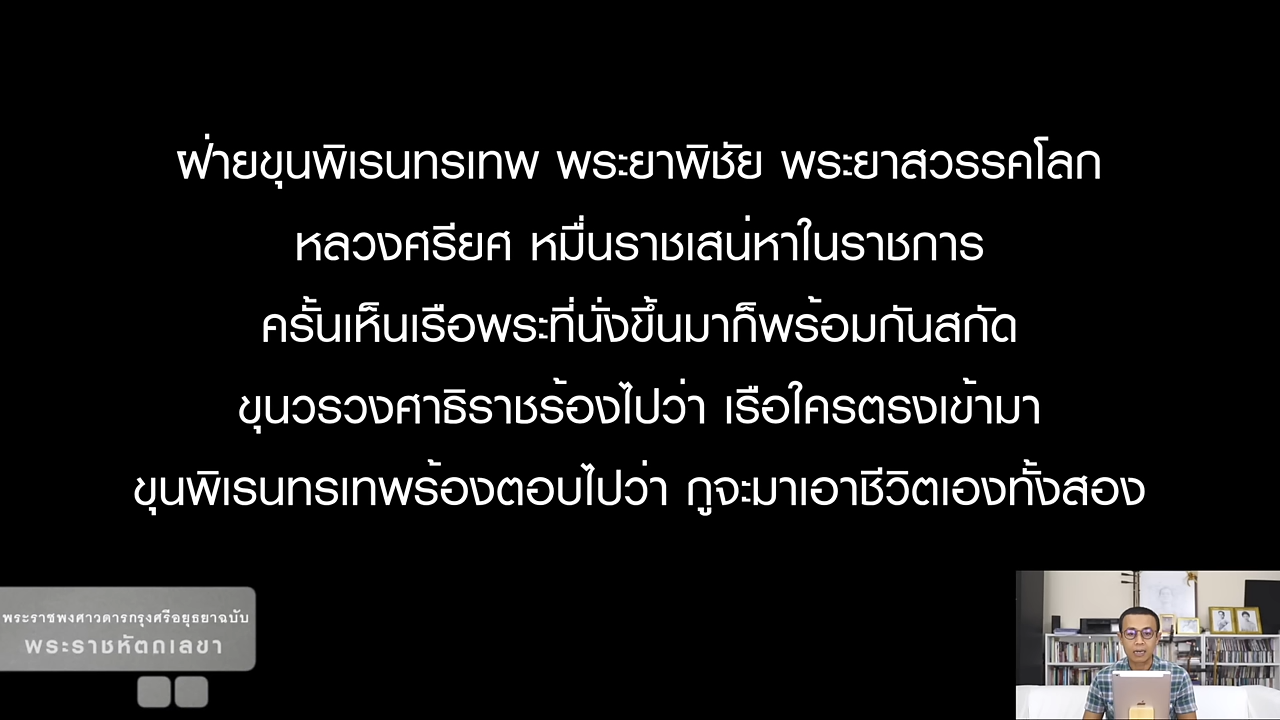 ฝ่ายขุนพิเรนทรเทพ พระยาพิชัย พระยาสวรรคโลก
หลวงศรียศ หมื่นราชเสน่หาในราชการ
ครั้นเห็นเรือพระที่นั่งขึ้นมาก็พร้อมกันสกัด
ขุนวรวงศาธิราชร้องไปว่า เรือใครตรงเข้ามา
ขุนพิเรนทรเทพร้องตอบไปว่า กูจะมาเอาชีวิตเองทั้งสอง
พระราชพงศาวดารกรุงศรีอยุธยาฉบับ
พระราชหัตถเลขา